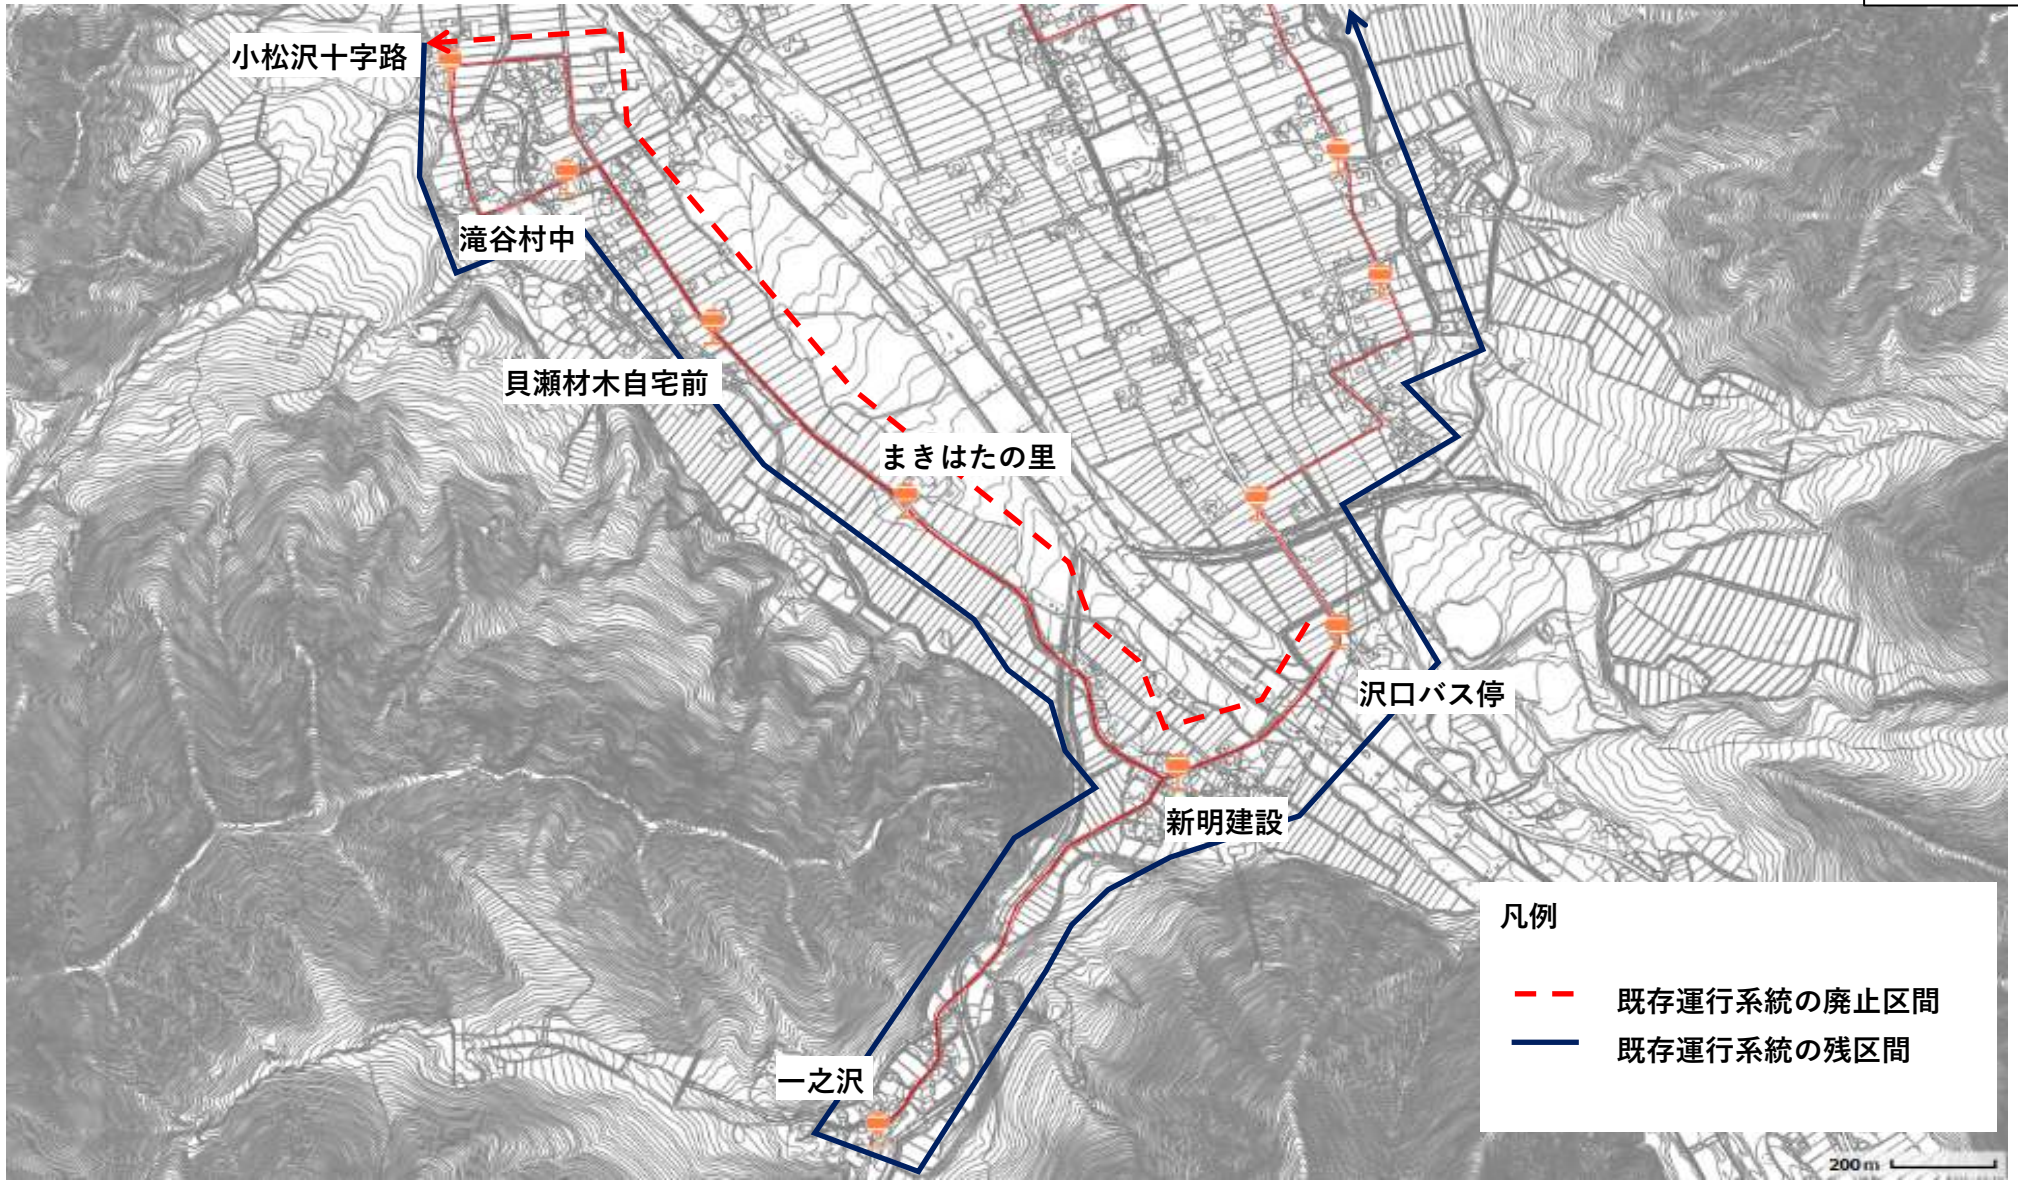 小松沢十字路
滝谷村中
貝瀬材木自宅前
まきはたの里
沢口バス停
新明建設
一之沢
凡例
既存運行系統の廃止区間
既存運行系統の残区間
200m